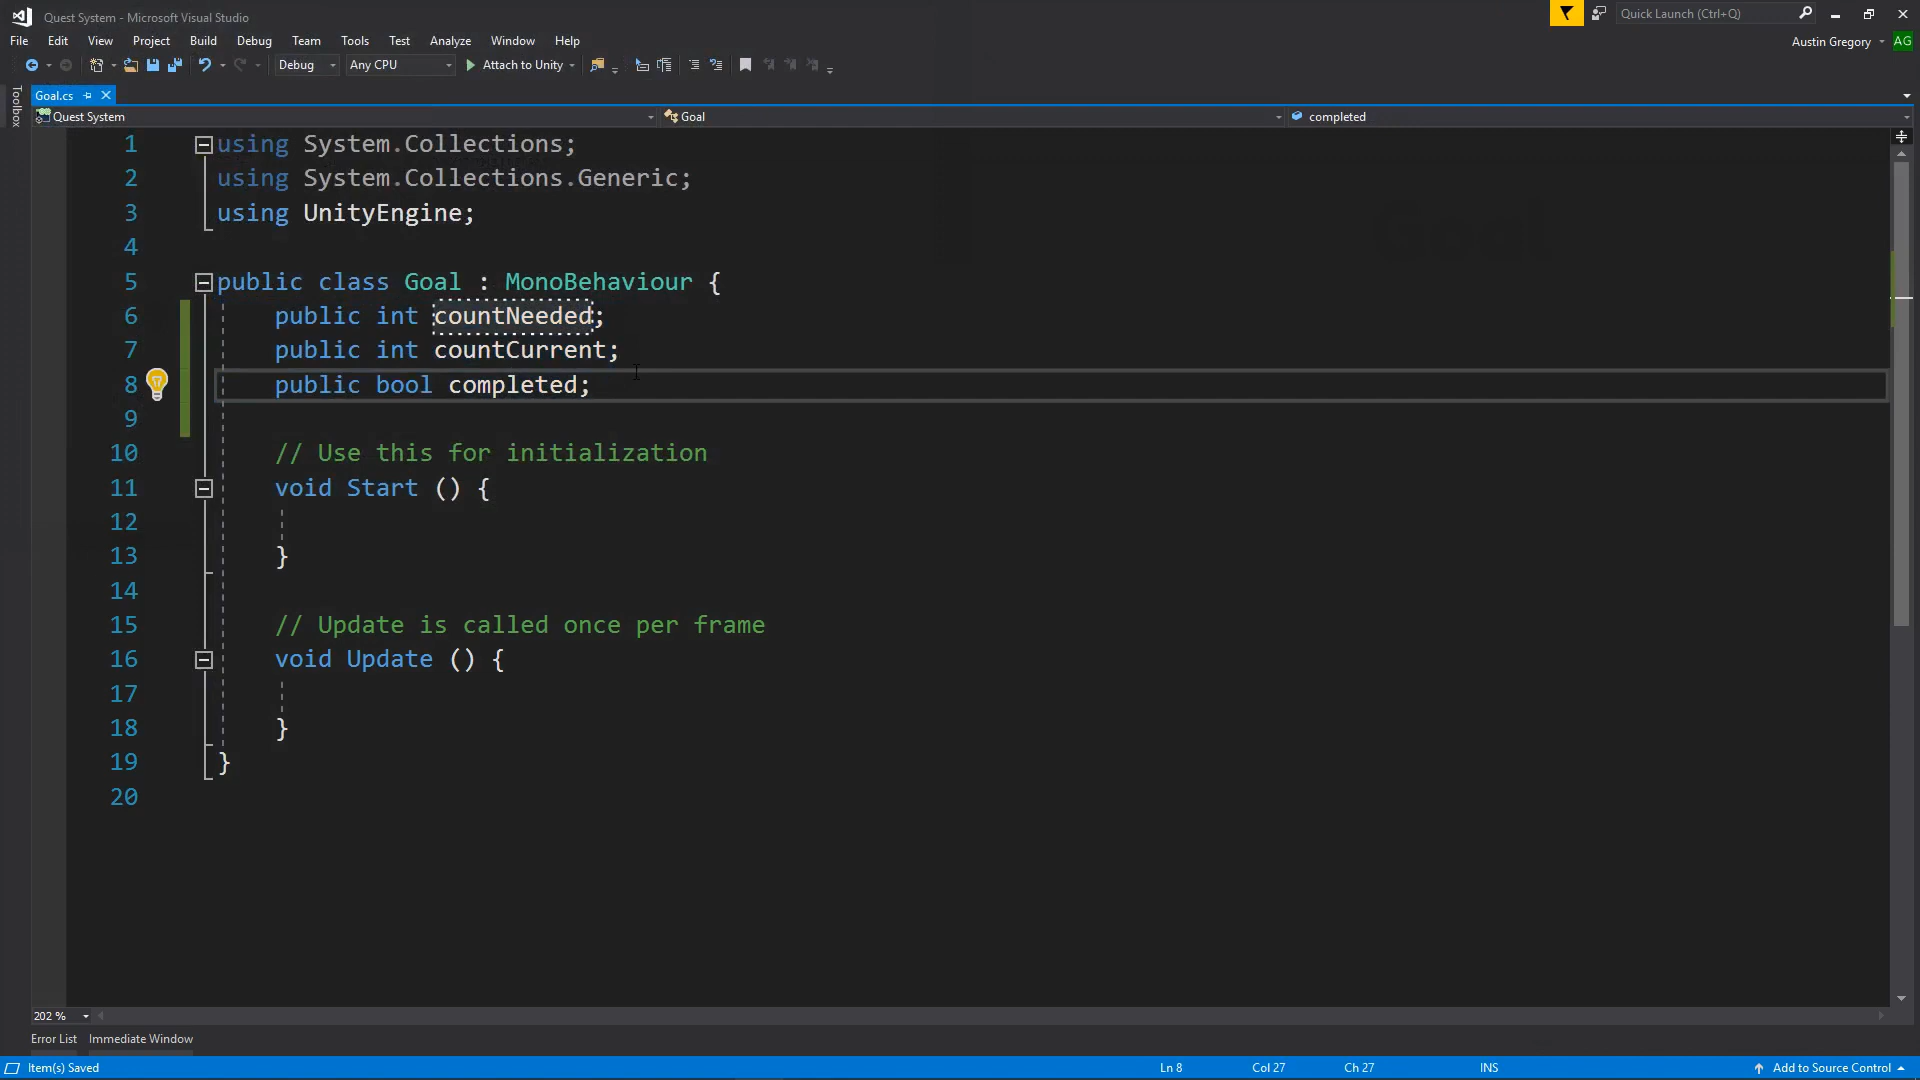 Quest System - Microsoft Visual Studio
Quick Launch (Ctrl+Q)
File Edit View Project Build Debug Team Tools Test Analyze Window Help
Austin Gregory AG
Debug Any CPU Attach to Unity
Toolbox
Goal.cs
Quest System Goal completed
1 using System.Collections;
2 using System.Collections.Generic;
3 using UnityEngine;
4
5 public class Goal : MonoBehaviour {
6 public int countNeeded;
7 public int countCurrent;
8 public bool completed;
9
10 // Use this for initialization
11 void Start () {
12
13 }
14
15 // Update is called once per frame
16 void Update () {
17
18 }
19 }
20
202 %
Error List Immediate Window
Item(s) Saved Ln 8 Col 27 Ch 27 INS Add to Source Control